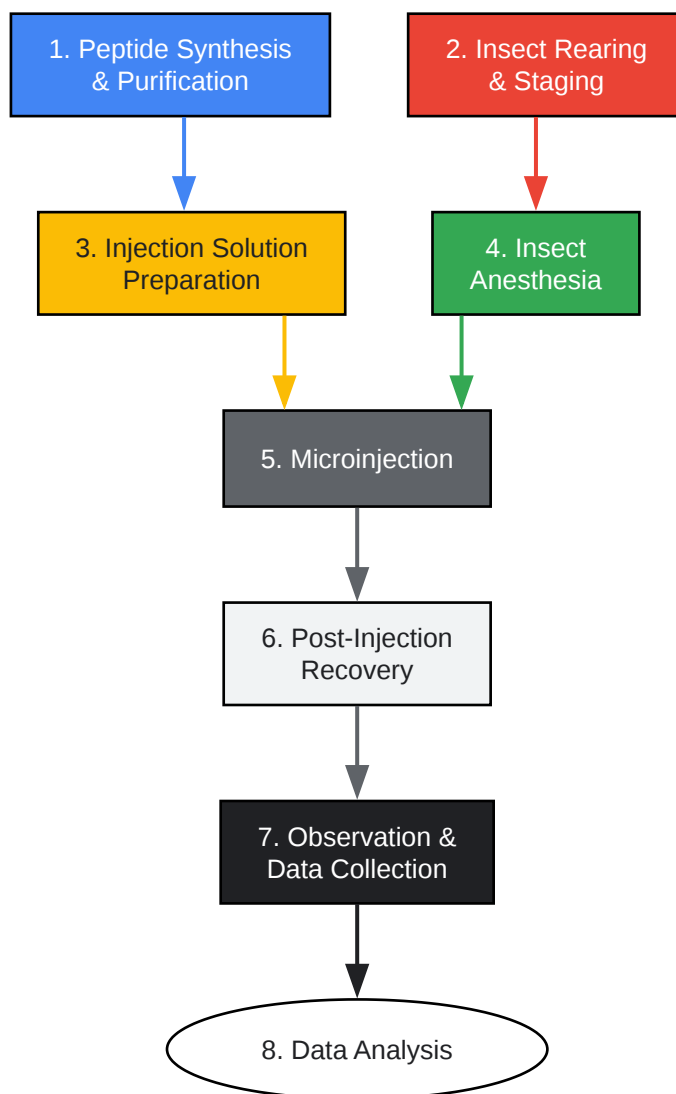 1. Peptide Synthesis
& Purification
2. Insect Rearing
& Staging
3. Injection Solution
Preparation
4. Insect
Anesthesia
5. Microinjection
6. Post-Injection
Recovery
7. Observation &
Data Collection
8. Data Analysis